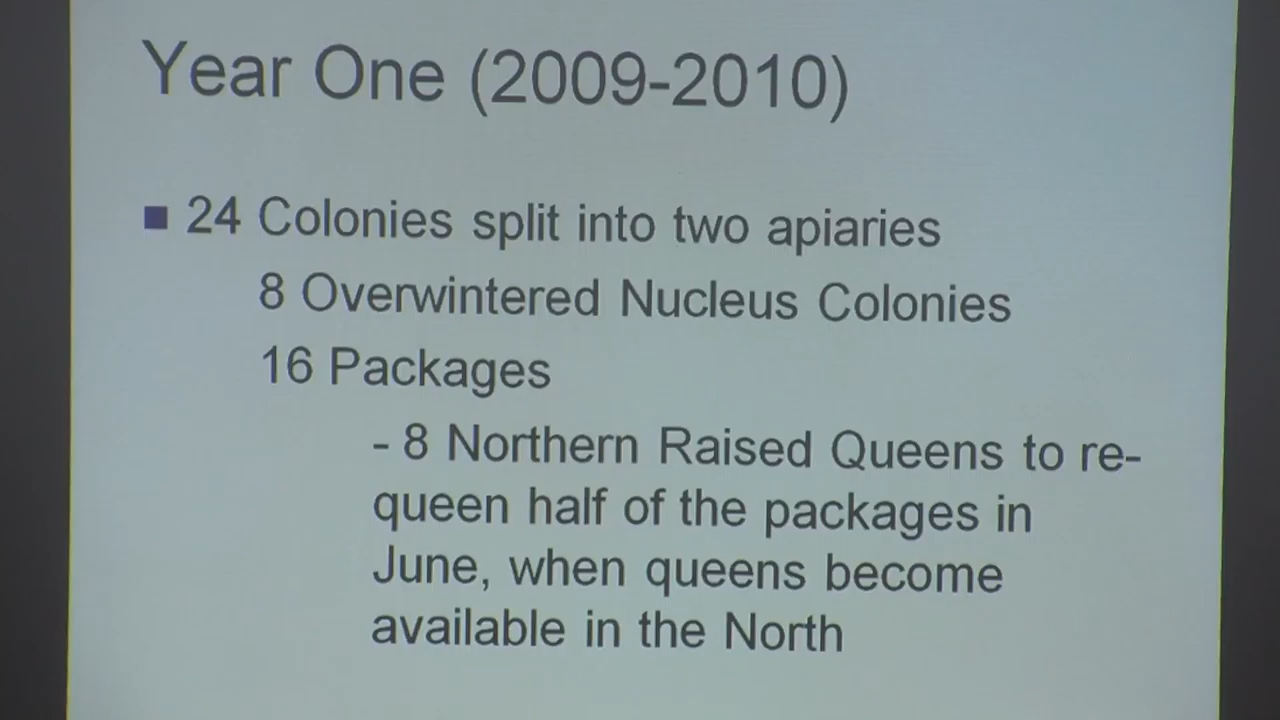 Year One (2009-2010)
24 Colonies split into two apiaries
8 Overwintered Nucleus Colonies
16 Packages
- 8 Northern Raised Queens to re-
queen half of the packages in
June, when queens become
available in the North